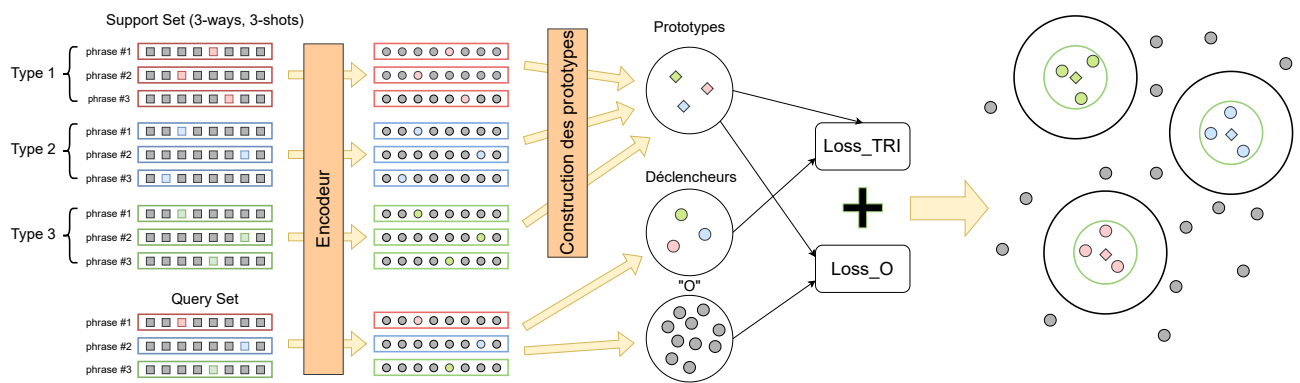 Support Set (3-ways, 3-shots)
Type 1
phrase #1
phrase #2
phrase #3
Type 2
phrase #1
phrase #2
phrase #3
Type 3
phrase #1
phrase #2
phrase #3
Query Set
phrase #1
phrase #2
phrase #3
Encodeur
Construction des prototypes
Prototypes
Déclencheurs
"O"
Loss_TRI
+
Loss_O